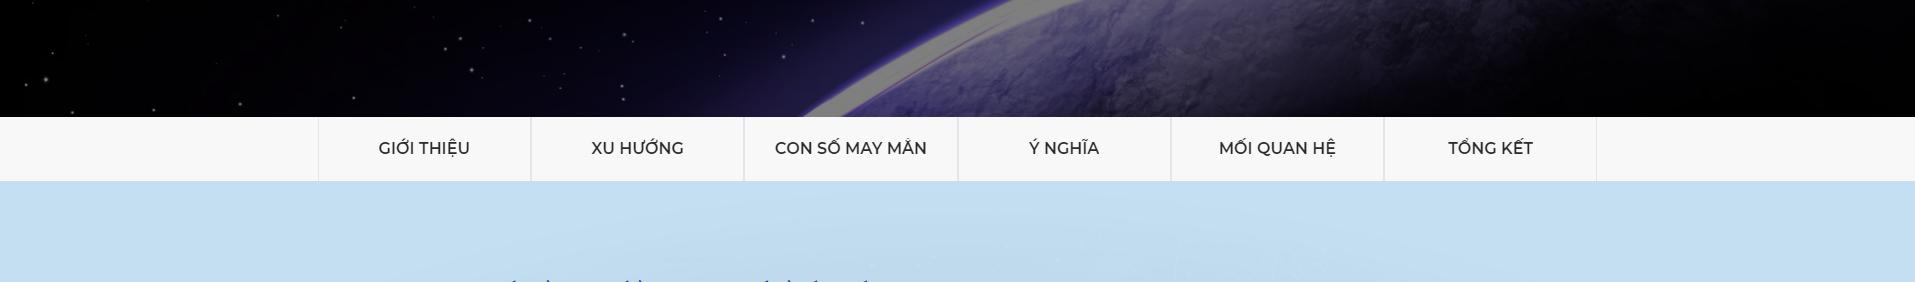 GIỚI THIỆU
XU HƯỚNG
CON SỐ MAY MẮN
Ý NGHĨA
MỐI QUAN HỆ
TỔNG KẾT